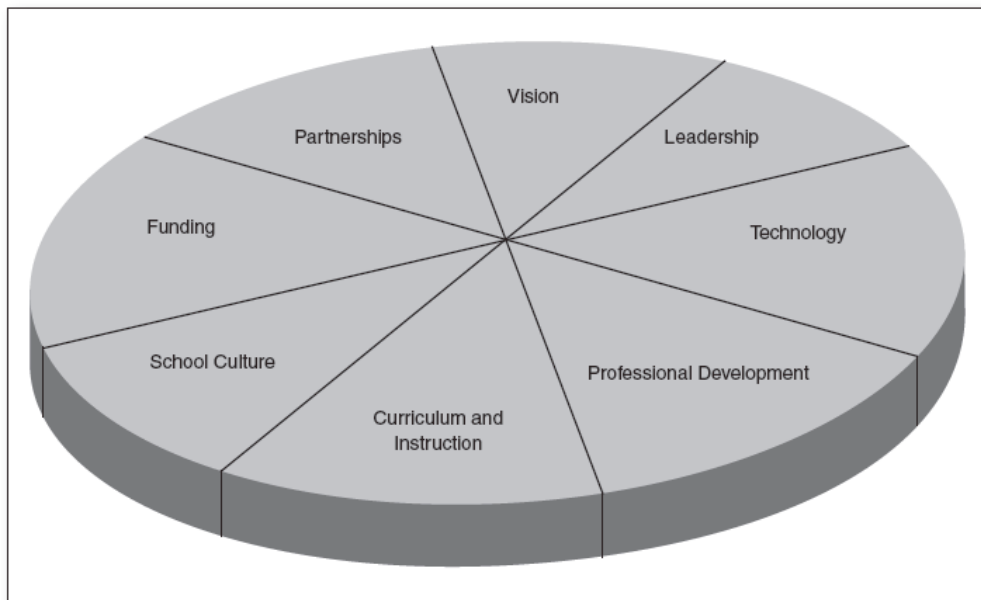 Vision
Leadership
Partnerships
Technology
Funding
School Culture
Professional Development
Curriculum and
Instruction